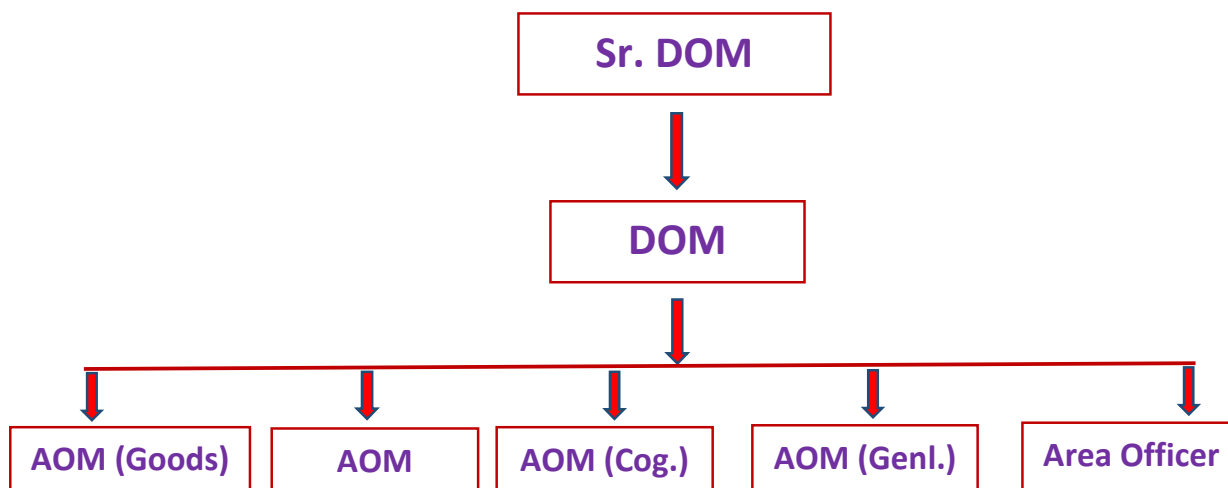 Sr. DOM
DOM
AOM (Goods)
AOM
AOM (Cog.)
AOM (Genl.)
Area Officer